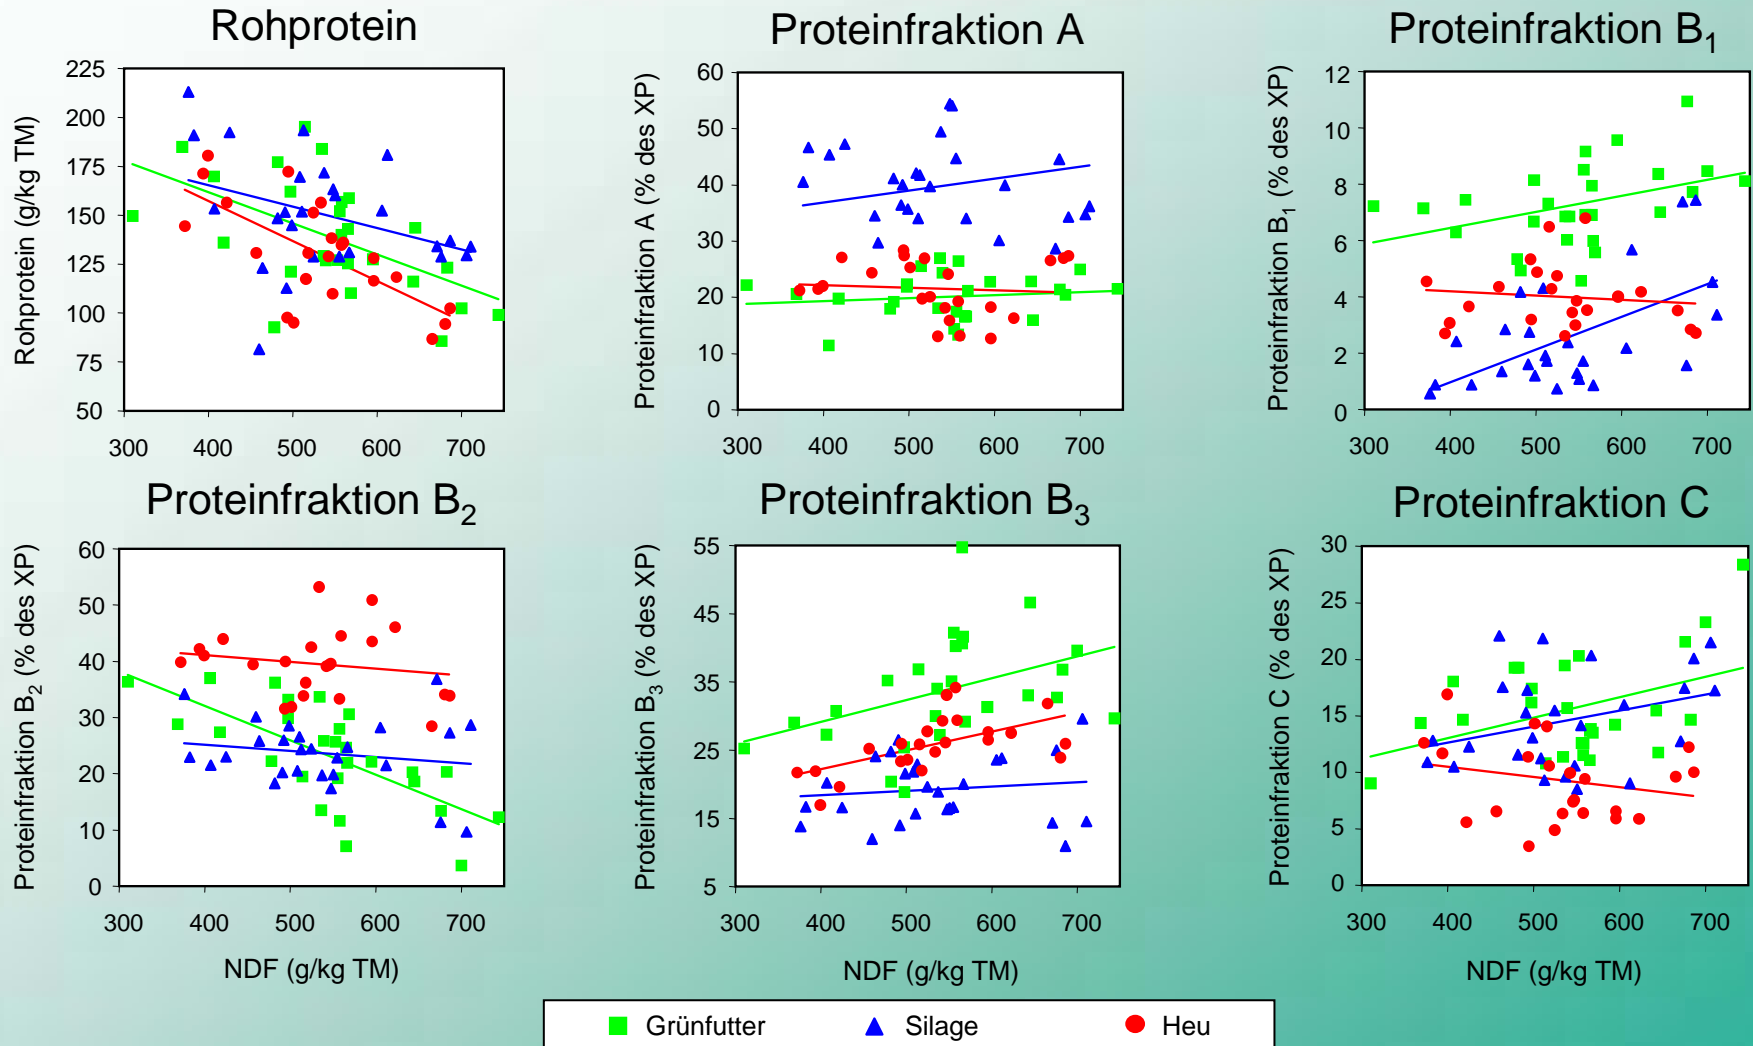 Rohprotein
Proteinfraktion A
Proteinfraktion B1
Rohprotein (g/kg TM)
225
200
175
150
125
100
75
50
300 400 500 600 700
Proteinfraktion A (% des XP)
60
50
40
30
20
10
0
300 400 500 600 700
Proteinfraktion B1 (% des XP)
12
10
8
6
4
2
0
300 400 500 600 700
Proteinfraktion B2
Proteinfraktion B3
Proteinfraktion C
Proteinfraktion B2 (% des XP)
60
50
40
30
20
10
0
300 400 500 600 700
NDF (g/kg TM)
Proteinfraktion B3 (% des XP)
55
45
35
25
15
5
300 400 500 600 700
NDF (g/kg TM)
Proteinfraktion C (% des XP)
30
25
20
15
10
5
0
300 400 500 600 700
NDF (g/kg TM)
Grünfutter Silage Heu